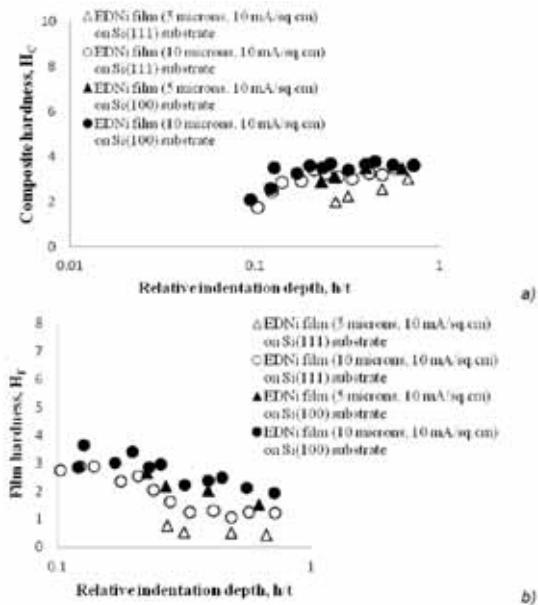 10
8
6
4
2
0
Composite hardness, H_C
△ EDNi film (5 microns, 10 mA/sq cm)
on Si(111) substrate
○ EDNi film (10 microns, 10 mA/sq cm)
on Si(111) substrate
▲ EDNi film (5 microns, 10 mA/sq cm)
on Si(100) substrate
● EDNi film (10 microns, 10 mA/sq cm)
on Si(100) substrate
0.01 0.1 1
Relative indentation depth, h/t
a)
8
7
6
5
4
3
2
1
0
Film hardness, H_F
△ EDNi film (5 microns, 10 mA/sq cm)
on Si(111) substrate
○ EDNi film (10 microns, 10 mA/sq cm)
on Si(111) substrate
▲ EDNi film (5 microns, 10 mA/sq cm)
on Si(100) substrate
● EDNi film (10 microns, 10 mA/sq cm)
on Si(100) substrate
0.1 1
Relative indentation depth, h/t
b)